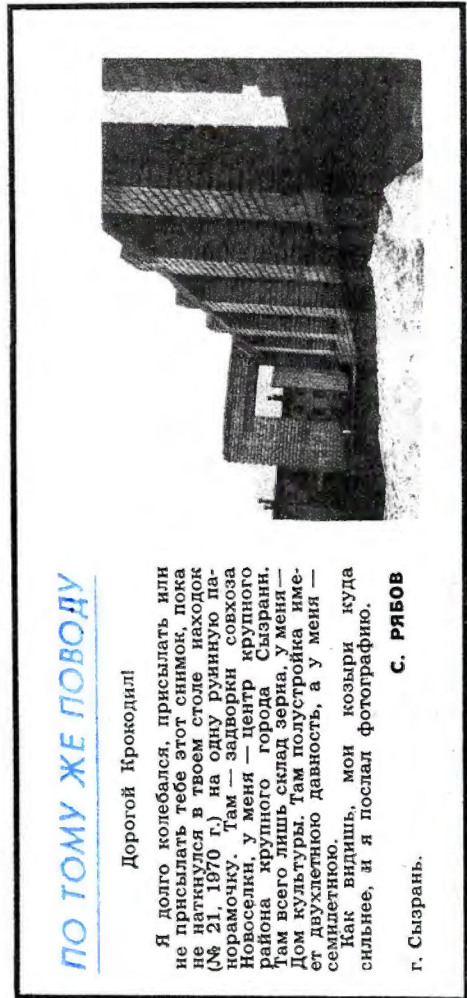 ПО ТОМУ ЖЕ ПОВОДУ
Дорогой Крокодил!
Я долго колебался, присылать или
не присылать тебе этот снимок, пока
не наткнулся в твоем столе находок
(№ 21, 1970 г.) на одну руинную па-
норамочку. Там — задворки совхоза
Новоселки, у меня — центр крупного
района крупного города Сызрани.
Там всего лишь склад зерна, у меня —
Дом культуры. Там полустройка име-
ет двухлетнюю давность, а у меня —
семилетнюю.
Как видишь, мои козыри куда
сильнее, и я послал фотографию.
С. РЯБОВ
г. Сызрань.